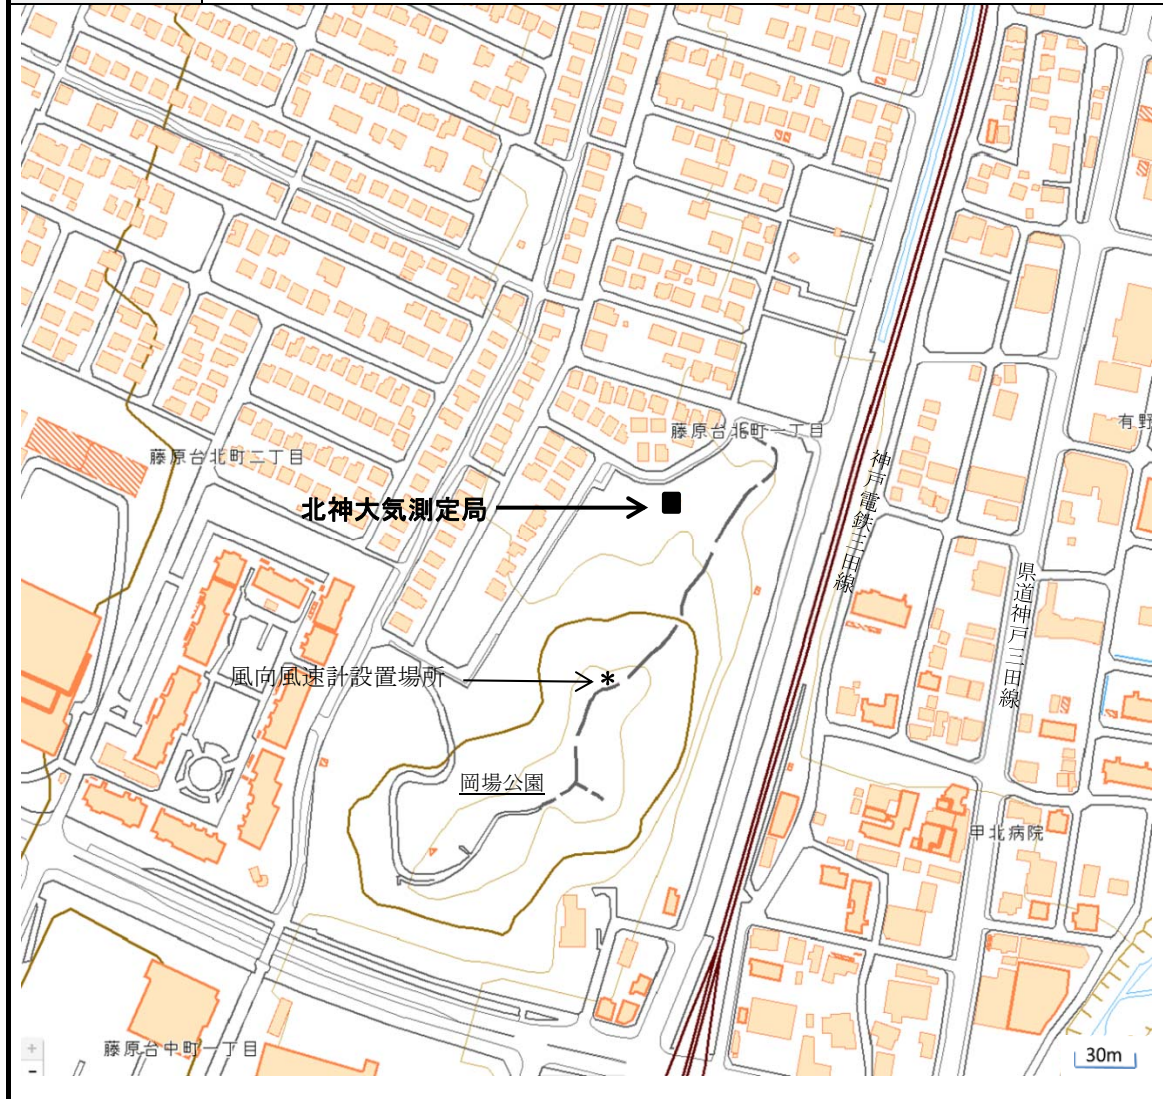 藤原台北町一丁目
有野
藤原台北町二丁目
神戸電鉄三田線
北神大気測定局
県道神戸三田線
風向風速計設置場所
*
岡場公園
甲北病院
藤原台中町一丁目
+
-
30m